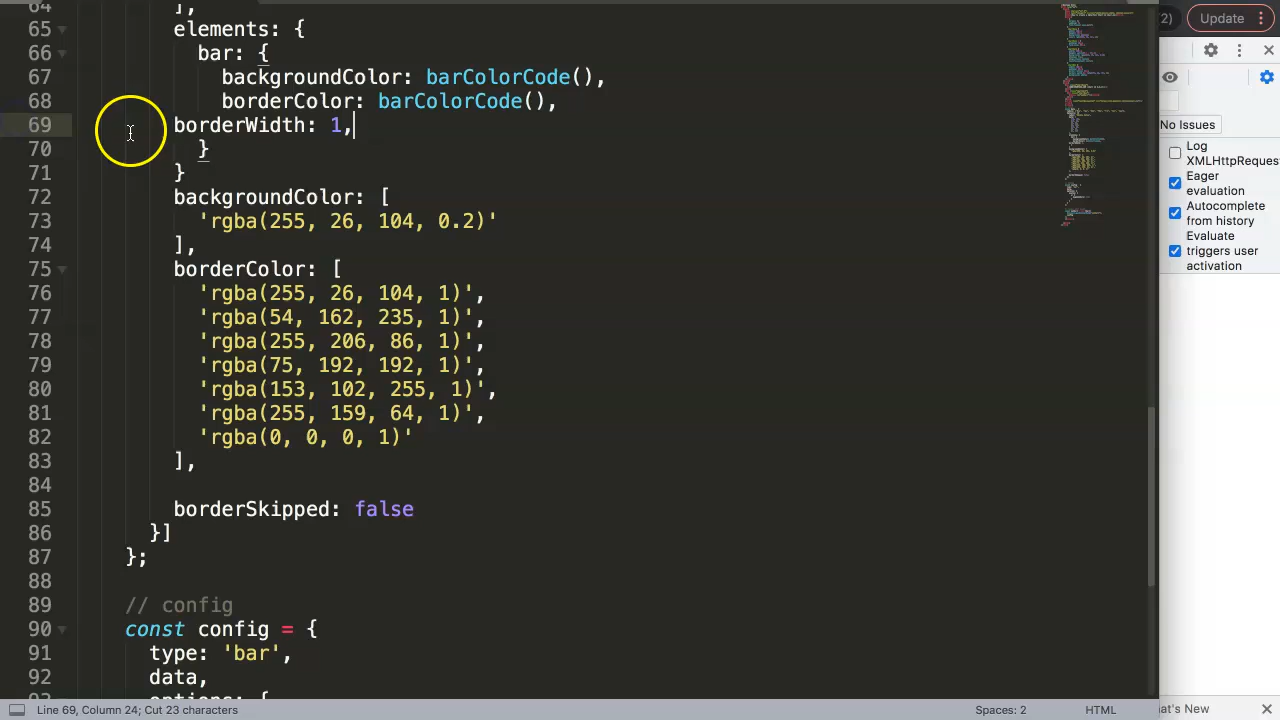 64 ],
65 elements: {
66 bar: {
67 backgroundColor: barColorCode(),
68 borderColor: barColorCode(),
69 borderWidth: 1,
70 }
71 }
72 backgroundColor: [
73 'rgba(255, 26, 104, 0.2)'
74 ],
75 borderColor: [
76 'rgba(255, 26, 104, 1)',
77 'rgba(54, 162, 235, 1)',
78 'rgba(255, 206, 86, 1)',
79 'rgba(75, 192, 192, 1)',
80 'rgba(153, 102, 255, 1)',
81 'rgba(255, 159, 64, 1)',
82 'rgba(0, 0, 0, 1)'
83 ],
84
85 borderSkipped: false
86 }]
87 };
88
89 // config
90 const config = {
91 type: 'bar',
92 data,
93 options: {
Line 69, Column 24; Cut 23 characters
Spaces: 2
HTML
2)
Update
No Issues
Log
XMLHttpReques
Eager
evaluation
Autocomplete
from history
Evaluate
triggers user
activation
at's New